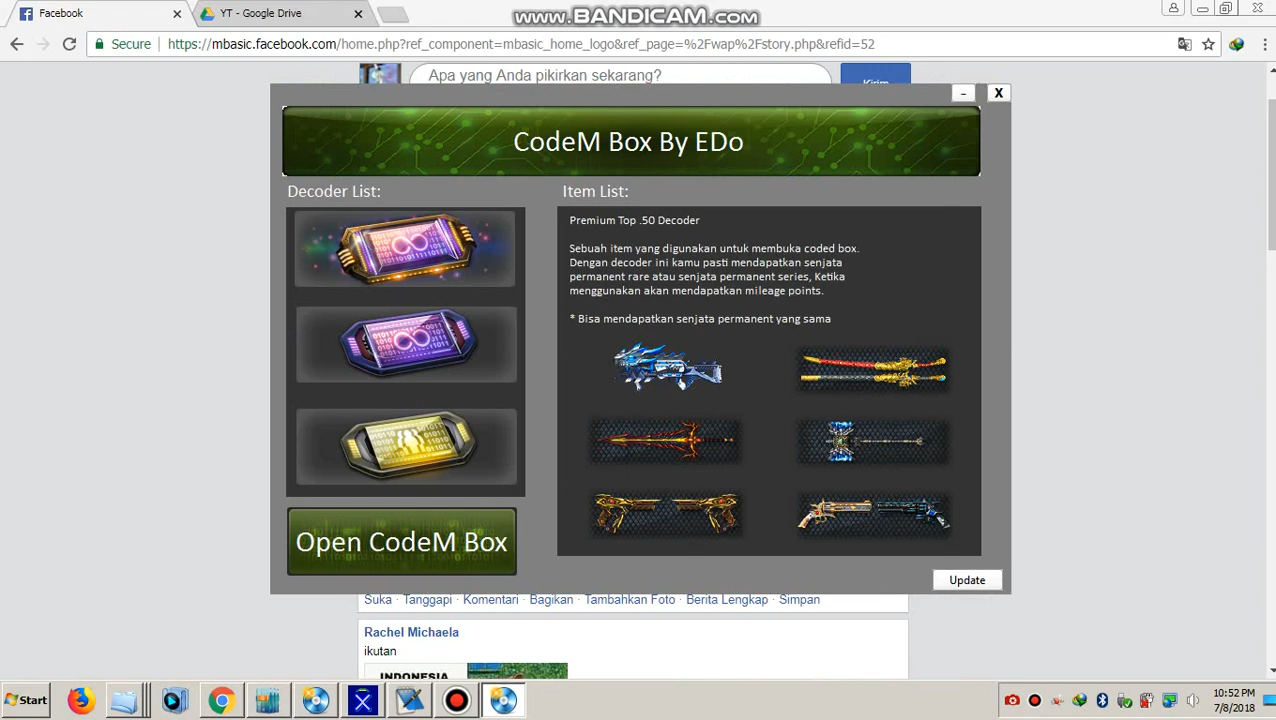 Facebook
YT - Google Drive
WWW.BANDICAM.COM
Secure
https://mbasic.facebook.com/home.php?ref_component=mbasic_home_logo&ref_page=%2Fwap%2Fstory.php&refid=52
Apa yang Anda pikirkan sekarang?
Kirim
- X
CodeM Box By EDo
Decoder List:
Item List:
Premium Top .50 Decoder
Sebuah item yang digunakan untuk membuka coded box.
Dengan decoder ini kamu pasti mendapatkan senjata
permanent rare atau senjata permanent series, Ketika
menggunakan akan mendapatkan mileage points.
* Bisa mendapatkan senjata permanent yang sama
Open CodeM Box
Update
Suka · Tanggapi · Komentari · Bagikan · Tambahkan Foto · Berita Lengkap · Simpan
Rachel Michaela
ikutan
INDONESIA
Start
10:52 PM
7/8/2018